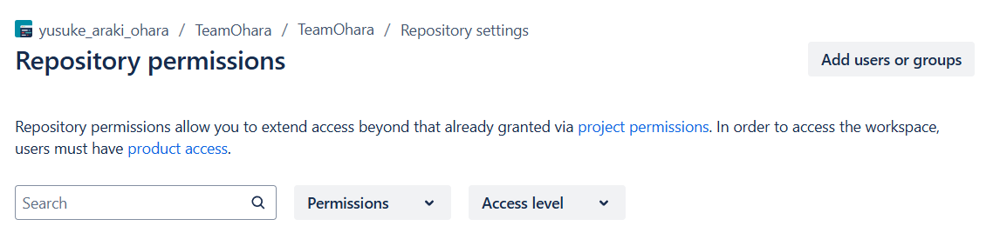 yusuke_araki_ohara / TeamOhara / TeamOhara / Repository settings
Repository permissions
Add users or groups
Repository permissions allow you to extend access beyond that already granted via project permissions. In order to access the workspace,
users must have product access.
Search
Permissions
Access level